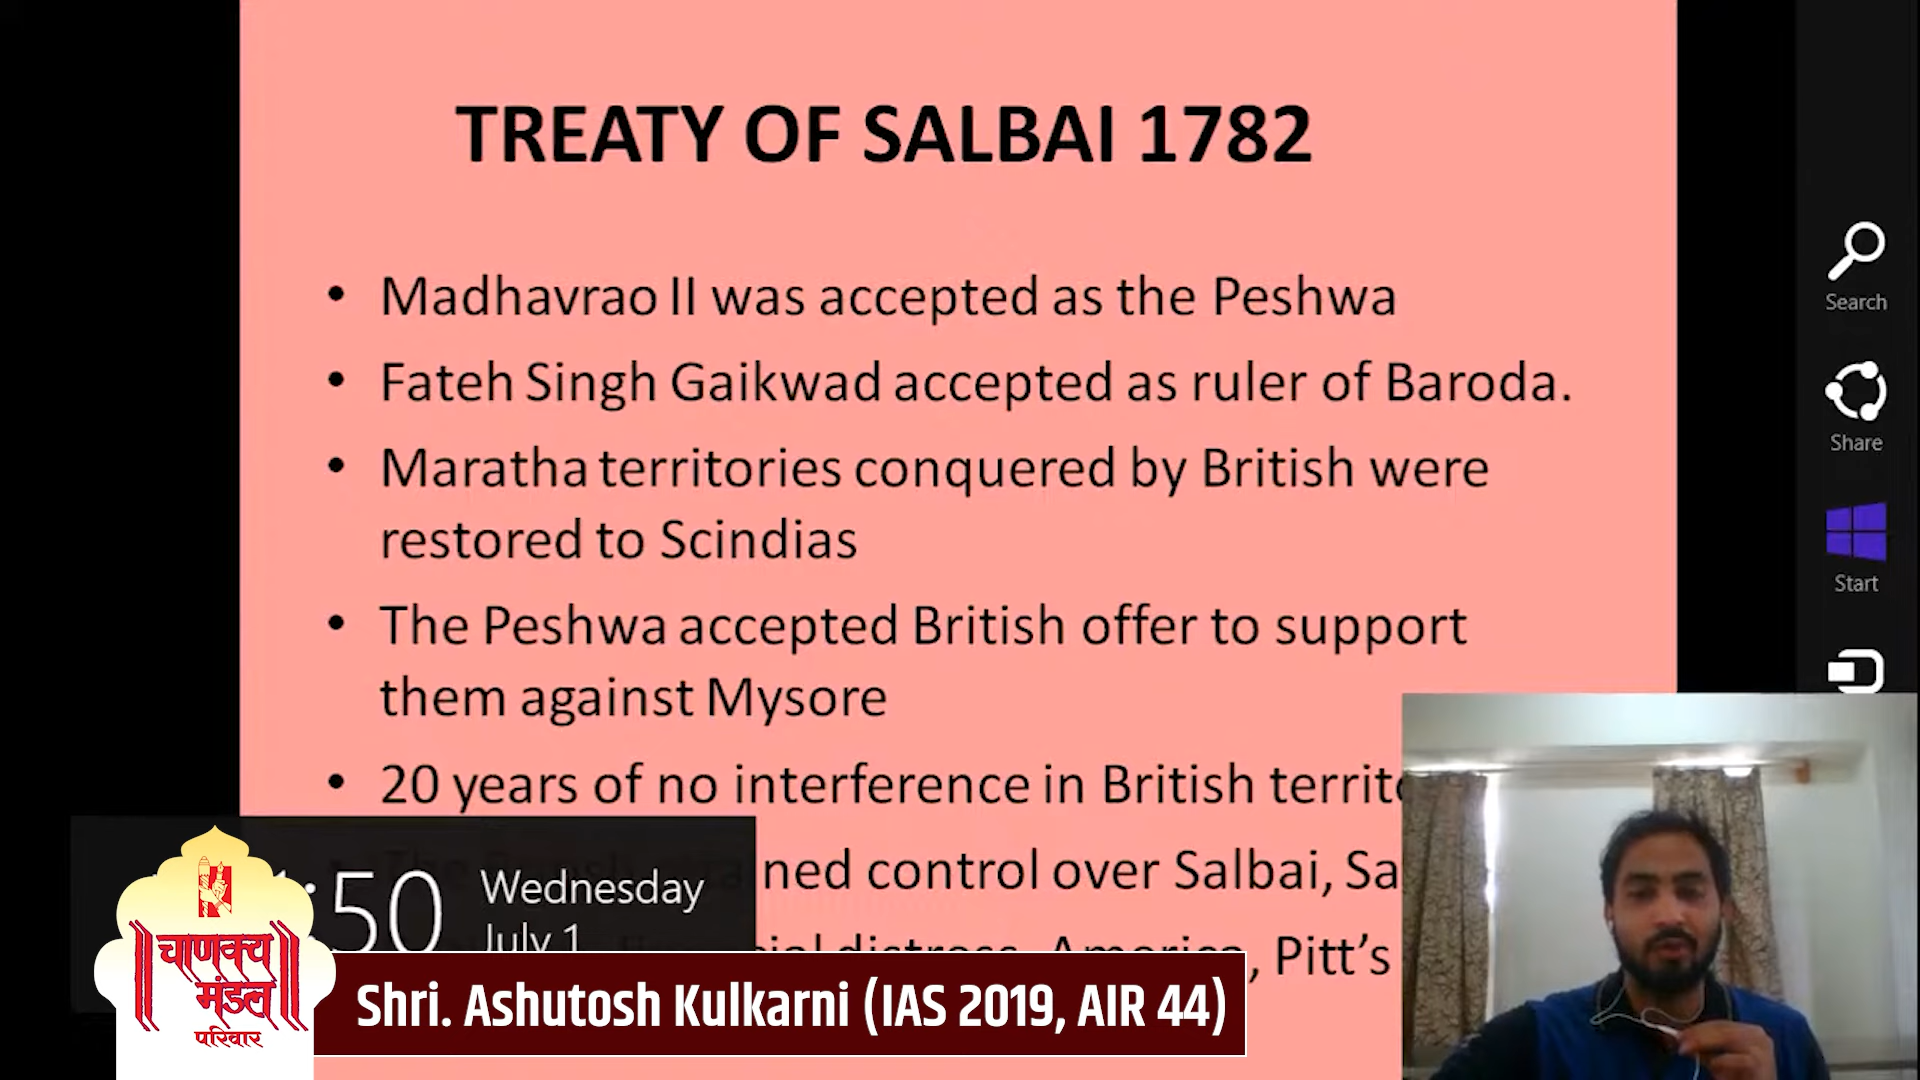 TREATY OF SALBAI 1782
• Madhavrao II was accepted as the Peshwa
• Fateh Singh Gaikwad accepted as ruler of Baroda.
• Maratha territories conquered by British were
restored to Scindias
• The Peshwa accepted British offer to support
them against Mysore
• 20 years of no interference in British
control over Salbai,
distress, America, Pitt's
Search
Share
Start
:50
Wednesday
July 1
चाणक्य
मंडल
परिवार
Shri. Ashutosh Kulkarni (IAS 2019, AIR 44)